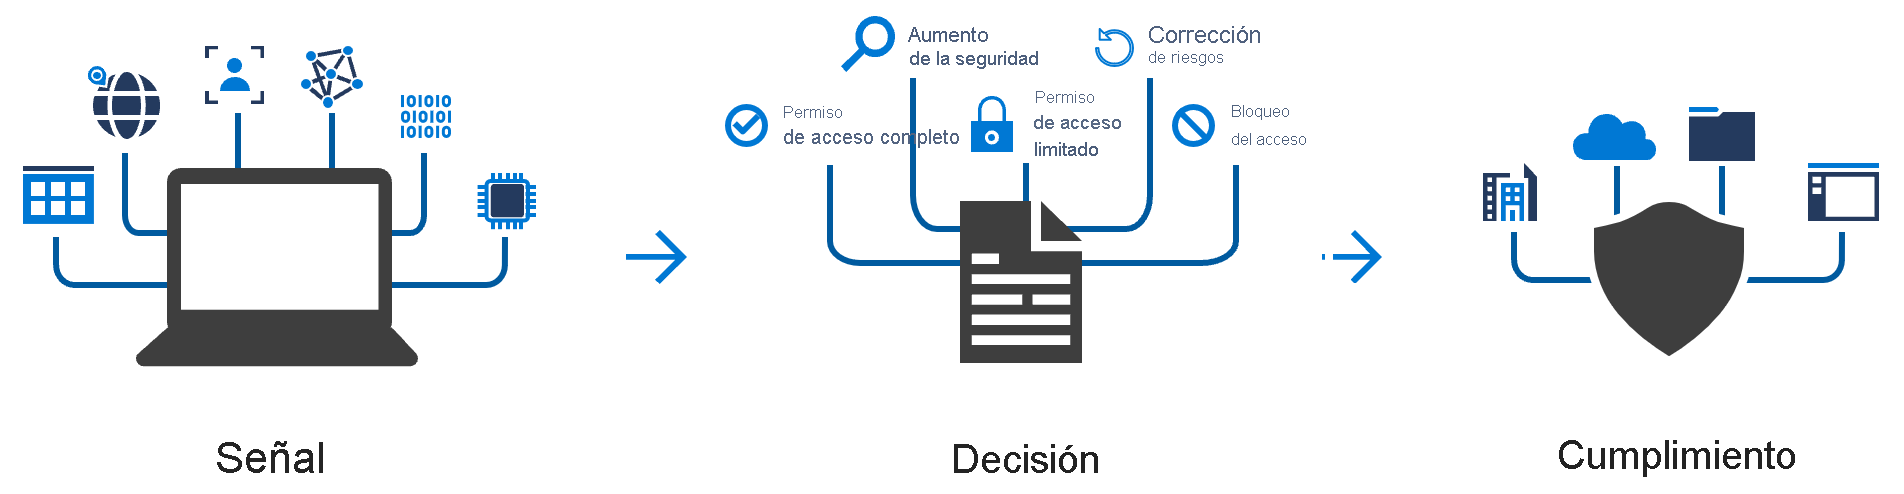 101010
010101
101010
Aumento
de la seguridad
Corrección
de riesgos
Permiso
de acceso completo
Permiso
de acceso
limitado
Bloqueo
del acceso
Señal
Decisión
Cumplimiento